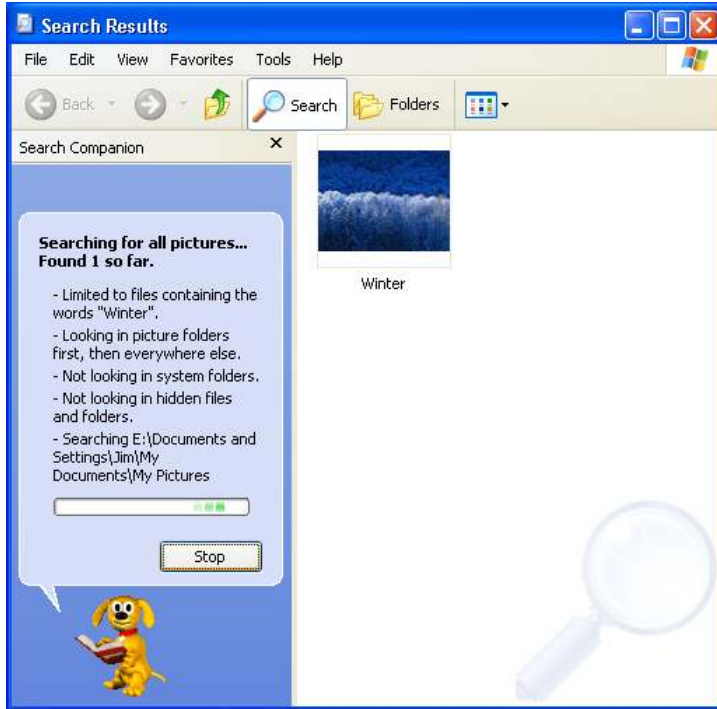 Search Results
File Edit View Favorites Tools Help
Back Search Folders
Search Companion
Searching for all pictures...
Found 1 so far.
- Limited to files containing the
words "Winter".
- Looking in picture folders
first, then everywhere else.
- Not looking in system folders.
- Not looking in hidden files
and folders.
- Searching E:\Documents and
Settings\Jim\My
Documents\My Pictures
Stop
Winter